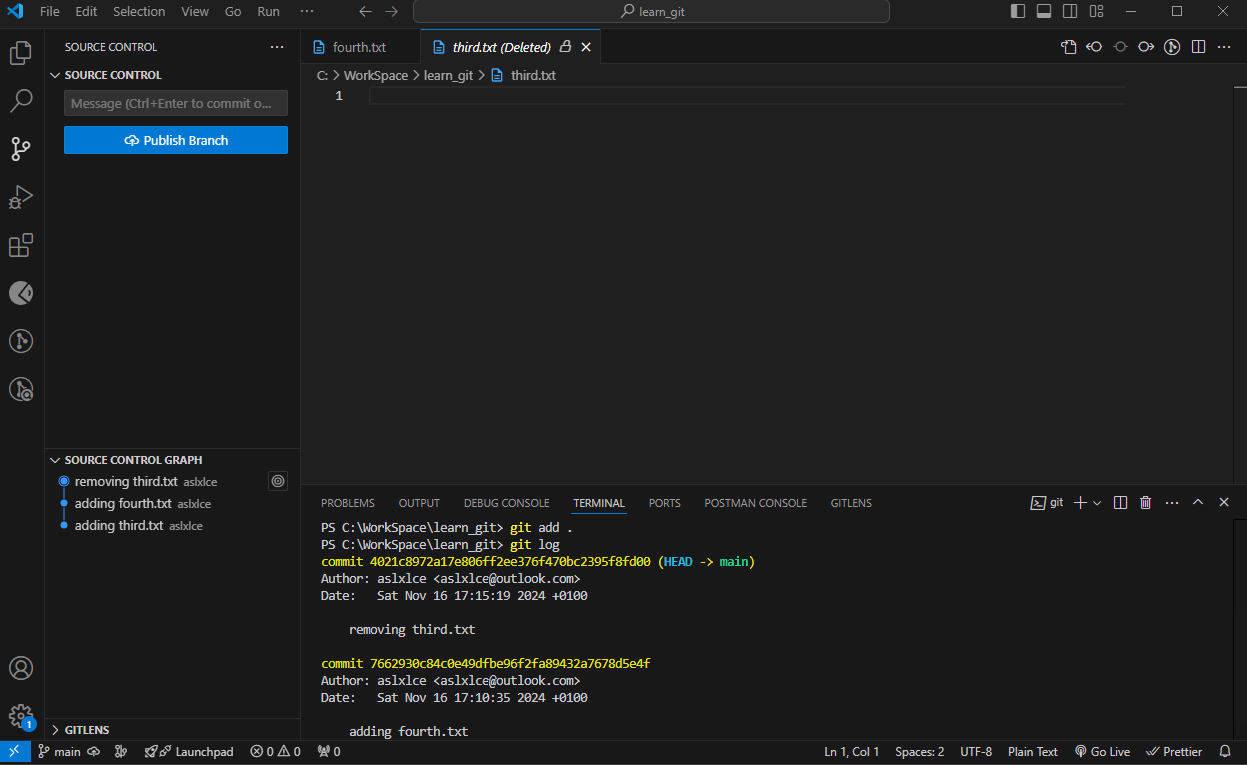 File Edit Selection View Go Run ··· learn_git
SOURCE CONTROL ···
fourth.txt third.txt (Deleted)
SOURCE CONTROL
C: > WorkSpace > learn_git > third.txt
Message (Ctrl+Enter to commit o...
1
Publish Branch
SOURCE CONTROL GRAPH
removing third.txt aslxlce
adding fourth.txt aslxlce
adding third.txt aslxlce
PROBLEMS OUTPUT DEBUG CONSOLE TERMINAL PORTS POSTMAN CONSOLE GITLENS git
PS C:\WorkSpace\learn_git> git add .
PS C:\WorkSpace\learn_git> git log
commit 4021c8972a17e806ff2ee376f470bc2395f8fd00 (HEAD -> main)
Author: aslxlce <aslxlce@outlook.com>
Date:   Sat Nov 16 17:15:19 2024 +0100
removing third.txt
commit 7662930c84c0e49dfbe96f2fa89432a7678d5e4f
Author: aslxlce <aslxlce@outlook.com>
Date:   Sat Nov 16 17:10:35 2024 +0100
adding fourth.txt
1
GITLENS
main Launchpad 0 0 0 Ln 1, Col 1 Spaces: 2 UTF-8 Plain Text Go Live Prettier